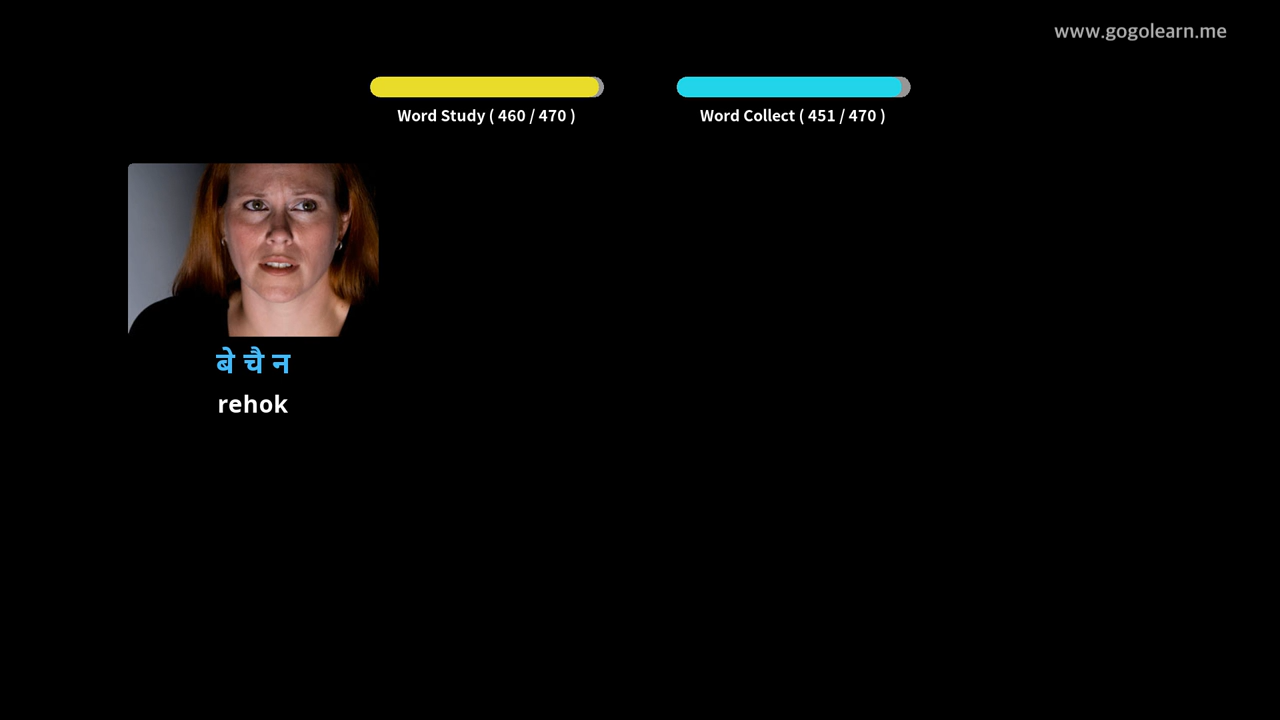 www.gogolearn.me
Word Study ( 460 / 470 )
Word Collect ( 451 / 470 )
बे चै न
rehok